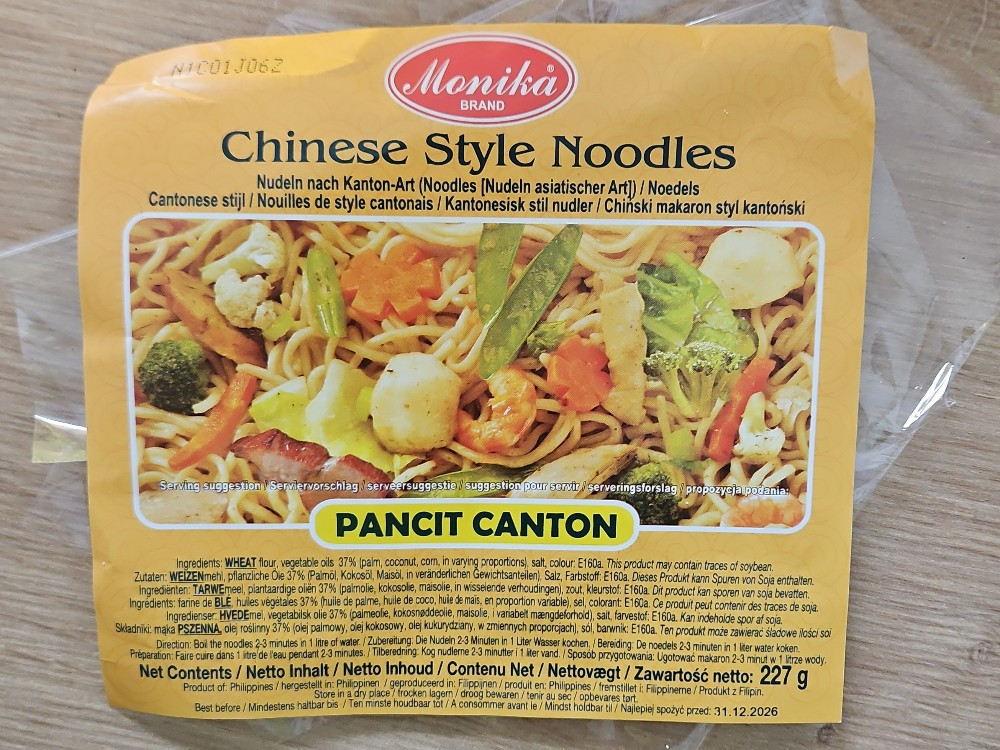 N1C01J06Z
Monika®
BRAND
Chinese Style Noodles
Nudeln nach Kanton-Art (Noodles [Nudeln asiatischer Art]) / Noedels
Cantonese stijl / Nouilles de style cantonais / Kantonesisk stil nudler / Chiński makaron styl kantoński
Serving suggestion \ Serviervorschlag / serveersuggestie \ suggestion pour servir / serveringsforslag \ propozycja podania:
PANCIT CANTON
Ingredients: WHEAT flour, vegetable oils 37% (palm, coconut, corn, in varying proportions), salt, colour: E160a. This product may contain traces of soybean.
Zutaten: WEIZENmehl, pflanzliche Öle 37% (Palmöl, Kokosöl, Maisöl, in veränderlichen Gewichtsanteilen), Salz, Farbstoff: E160a. Dieses Produkt kann Spuren von Soja enthalten.
Ingrediënten: TARWEmeel, plantaardige oliën 37% (palmolie, kokosolie, maisolie, in wisselende verhoudingen), zout, kleurstof: E160a. Dit product kan sporen van soja bevatten.
Ingrédients: farine de BLÉ, huiles végétales 37% (huile de palme, huile de coco, huile de maïs, en proportion variable), sel, colorant: E160a. Ce produit peut contenir des traces de soja.
Ingredienser: HVEDEmel, vegetabilsk olie 37% (palmeolie, kokosnøddeolie, maisolie, i variabelt mængdeforhold), salt, farvestof: E160a. Kan indeholde spor af soja.
Składniki: mąka PSZENNA, olej roślinny 37% (olej palmowy, olej kokosowy, olej kukurydziany, w zmiennych proporcjach), sól, barwnik: E160a. Ten produkt może zawierać śladowe ilości soi
Direction: Boil the noodles 2-3 minutes in 1 litre of water. / Zubereitung: Die Nudeln 2-3 Minuten in 1 Liter Wasser kochen. / Bereiding: De noedels 2-3 minuten in 1 liter water koken.
Préparation: Faire cuire dans 1 litre de l'eau pendant 2-3 minutes. / Tilberedning: Kog nudlerne 2-3 minutter i 1 liter vand. / Sposób przygotowania: Ugotować makaron 2-3 minut w 1 litrze wody.
Net Contents / Netto Inhalt / Netto Inhoud / Contenu Net / Nettovægt / Zawartość netto: 227 g
Product of: Philippines / hergestellt in: Philippinen / geproduceerd in: Filippijnen / produit en: Philippines / fremstillet i: Filippinerne / Produkt z Filipin.
Store in a dry place / trocken lagern / droog bewaren / tenir au sec / opbevares tørt.
Best before / Mindestens haltbar bis / Ten minste houdbaar tot / A consommer avant le / Mindst holdbar til / Najlepiej spożyć przed: 31.12.2026